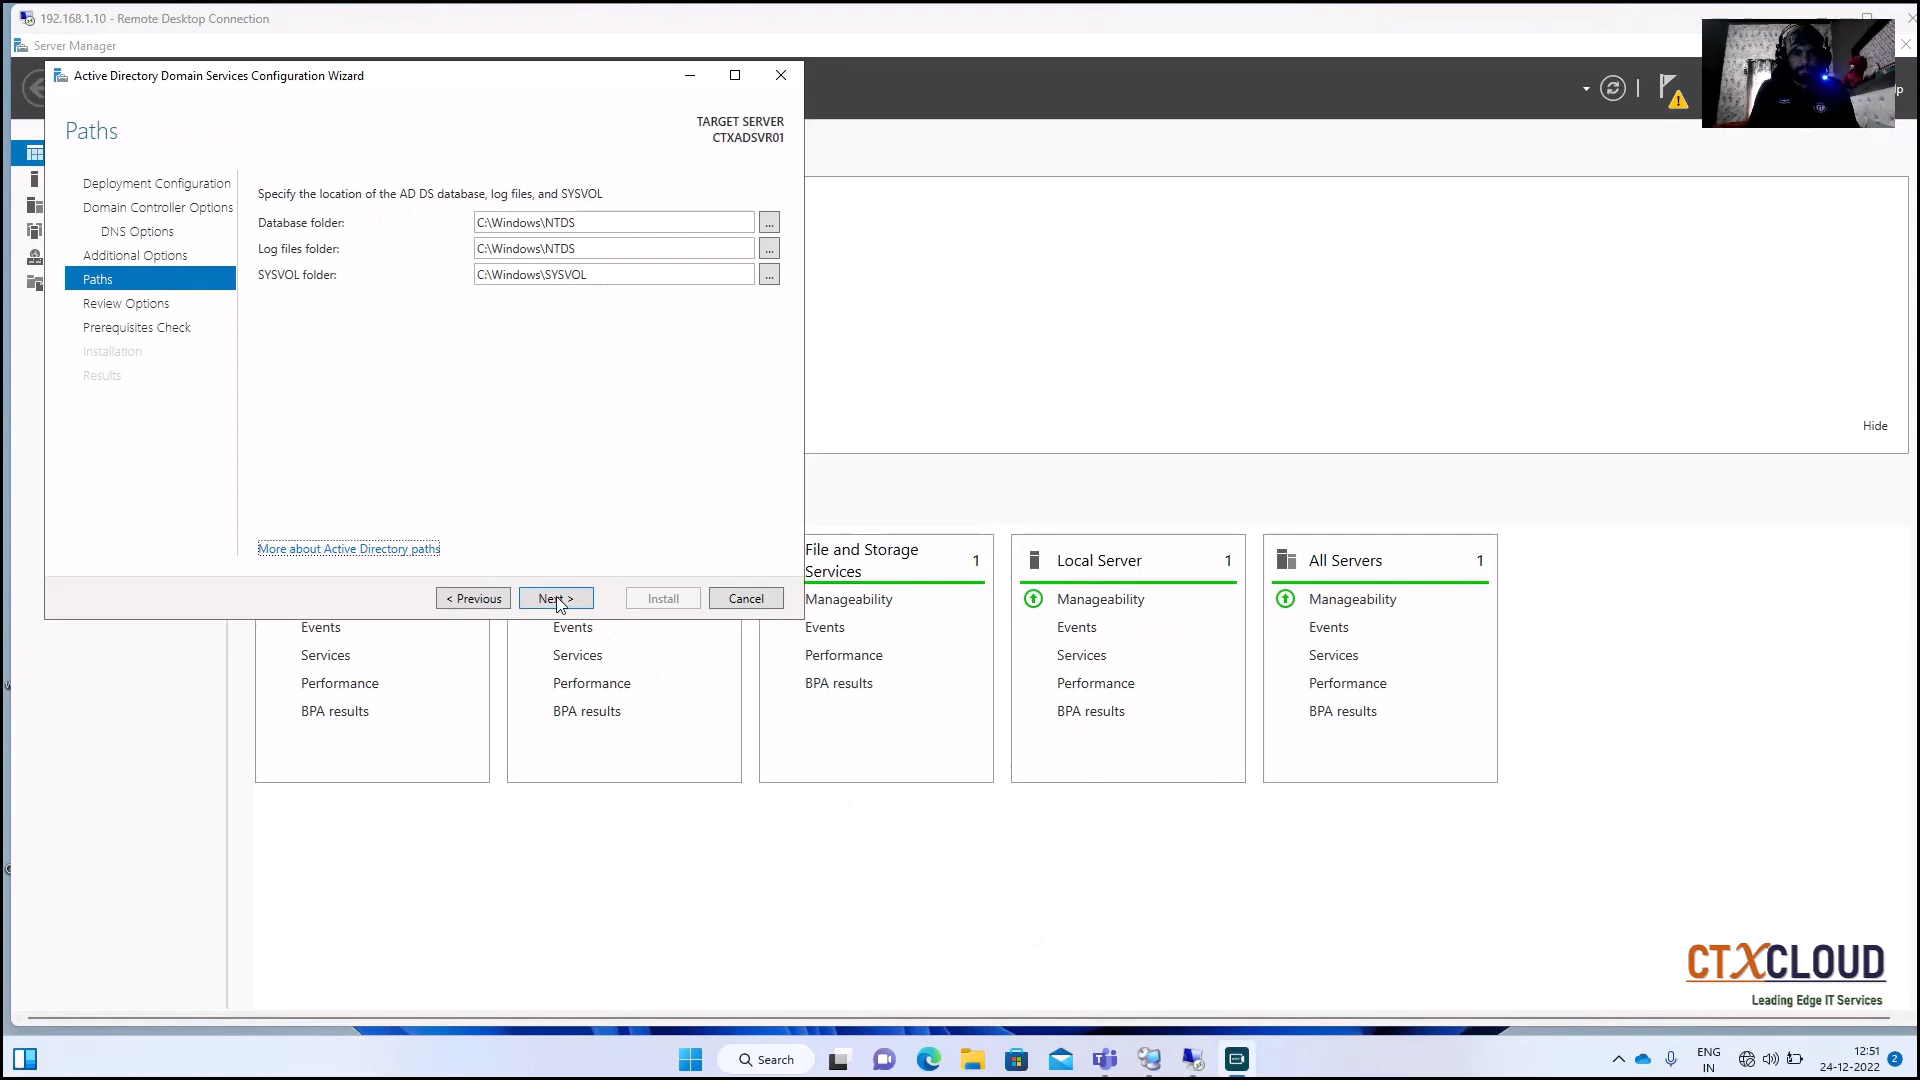 192.168.1.10 - Remote Desktop Connection
Server Manager
Active Directory Domain Services Configuration Wizard
Paths
TARGET SERVER
CTXADSVR01
Deployment Configuration
Domain Controller Options
DNS Options
Additional Options
Paths
Review Options
Prerequisites Check
Installation
Results
Specify the location of the AD DS database, log files, and SYSVOL
Database folder:
C:\Windows\NTDS
...
Log files folder:
C:\Windows\NTDS
...
SYSVOL folder:
C:\Windows\SYSVOL
...
More about Active Directory paths
< Previous
Next >
Install
Cancel
Hide
Events
Services
Performance
BPA results
Events
Services
Performance
BPA results
File and Storage
Services
1
Manageability
Events
Performance
BPA results
Local Server
1
Manageability
Events
Services
Performance
BPA results
All Servers
1
Manageability
Events
Services
Performance
BPA results
CTXCLOUD
Leading Edge IT Services
Search
ENG
IN
12:51
24-12-2022
2